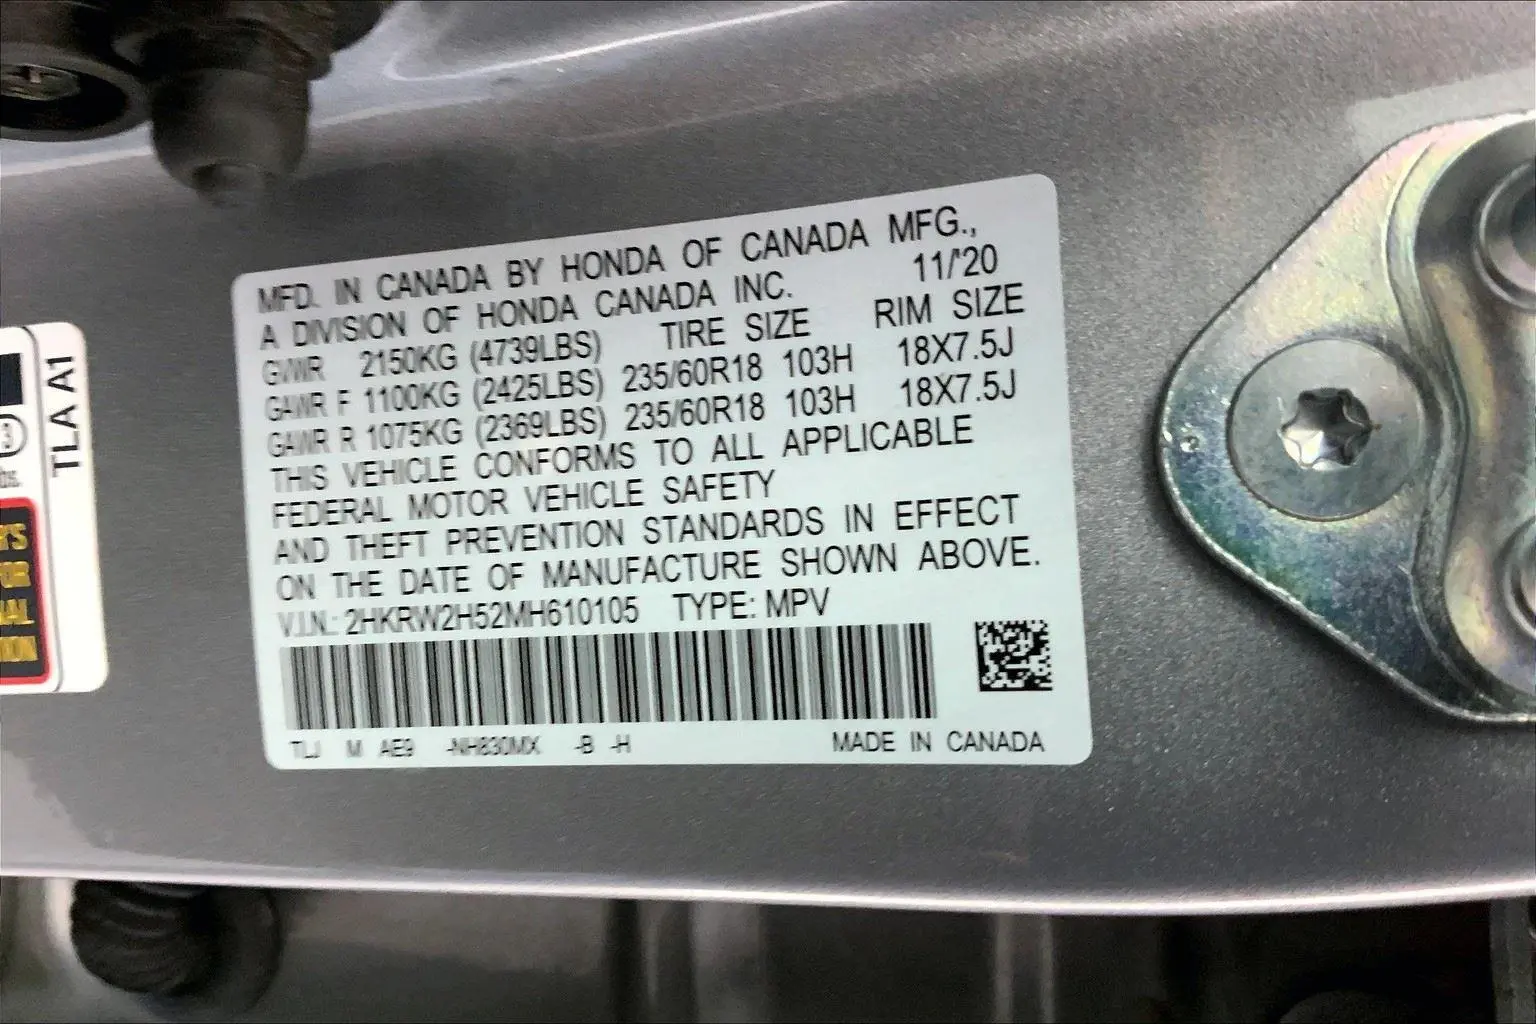 MFD. IN CANADA BY HONDA OF CANADA MFG.,
A DIVISION OF HONDA CANADA INC. 11/'20
GVWR 2150KG (4739LBS) TIRE SIZE RIM SIZE
GAWR F 1100KG (2425LBS) 235/60R18 103H 18X7.5J
GAWR R 1075KG (2369LBS) 235/60R18 103H 18X7.5J
THIS VEHICLE CONFORMS TO ALL APPLICABLE
FEDERAL MOTOR VEHICLE SAFETY
AND THEFT PREVENTION STANDARDS IN EFFECT
ON THE DATE OF MANUFACTURE SHOWN ABOVE.
V.I.N.: 2HKRW2H52MH610105 TYPE: MPV
TLJ M AE9 -NH830MX -B -H MADE IN CANADA
TLA A1